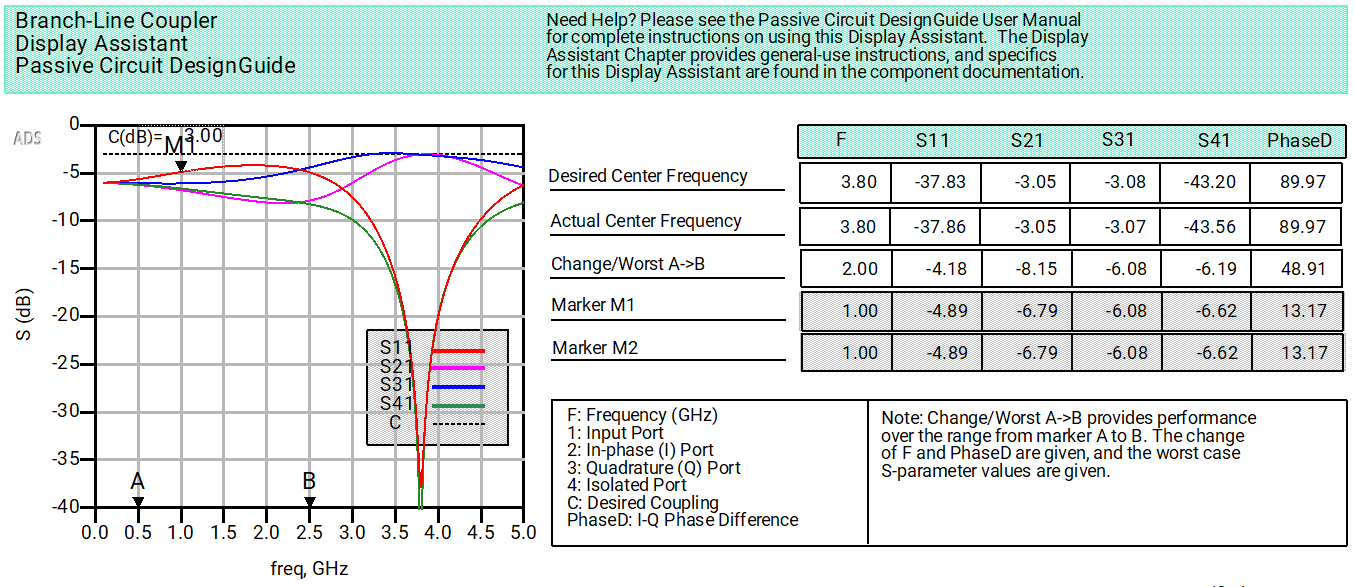 Branch-Line Coupler
Display Assistant
Passive Circuit DesignGuide
Need Help? Please see the Passive Circuit DesignGuide User Manual
for complete instructions on using this Display Assistant. The Display
Assistant Chapter provides general-use instructions, and specifics
for this Display Assistant are found in the component documentation.
ADS
C(dB)= -3.00
M1
0
-5
-10
-15
-20
-25
-30
-35
-40
S (dB)
S11
S21
S31
S41
C
A B
0.0 0.5 1.0 1.5 2.0 2.5 3.0 3.5 4.0 4.5 5.0
freq, GHz
F S11 S21 S31 S41 PhaseD
Desired Center Frequency 3.80 -37.83 -3.05 -3.08 -43.20 89.97
Actual Center Frequency 3.80 -37.86 -3.05 -3.07 -43.56 89.97
Change/Worst A->B 2.00 -4.18 -8.15 -6.08 -6.19 48.91
Marker M1 1.00 -4.89 -6.79 -6.08 -6.62 13.17
Marker M2 1.00 -4.89 -6.79 -6.08 -6.62 13.17
F: Frequency (GHz)
1: Input Port
2: In-phase (I) Port
3: Quadrature (Q) Port
4: Isolated Port
C: Desired Coupling
PhaseD: I-Q Phase Difference
Note: Change/Worst A->B provides performance
over the range from marker A to B. The change
of F and PhaseD are given, and the worst case
S-parameter values are given.